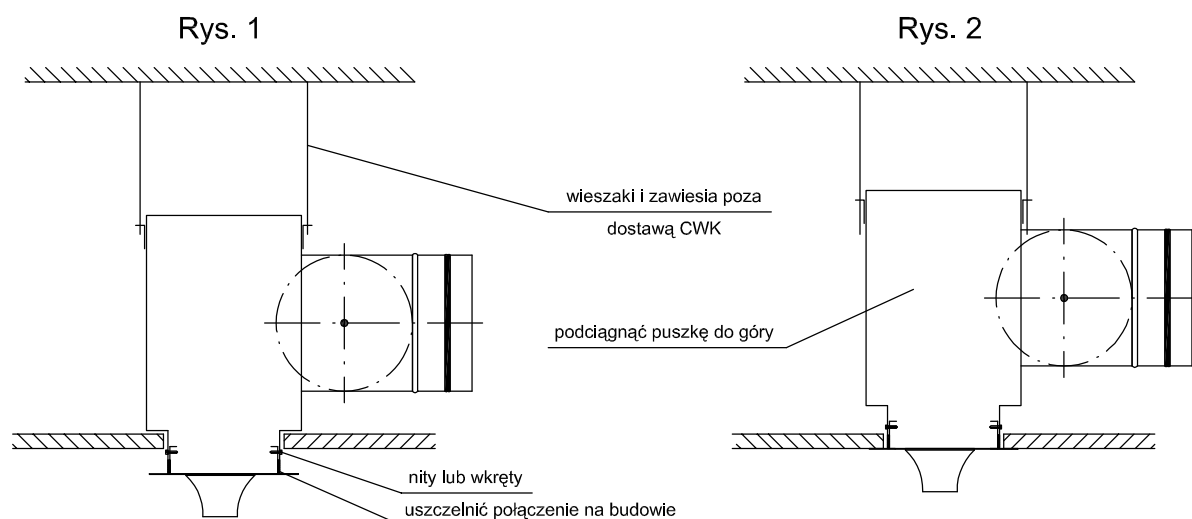 Rys. 1
Rys. 2
wieszaki i zawiesia poza
dostawą CWK
podciągnąć puszkę do góry
nity lub wkręty
uszczelnić połączenie na budowie